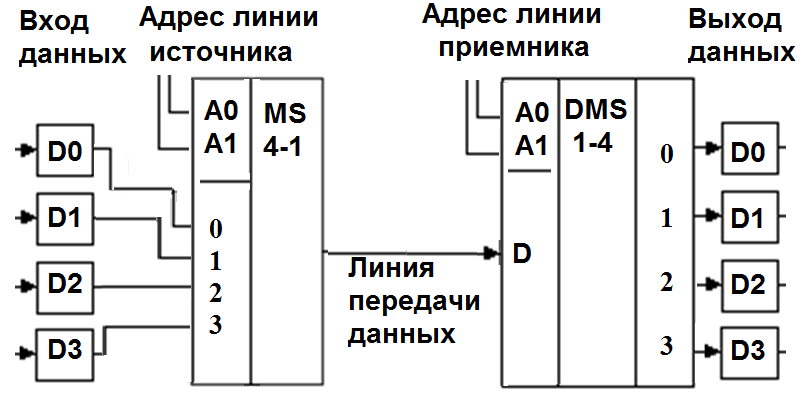 Вход
данных
Адрес линии
источника
Адрес линии
приемника
Выход
данных
A0
A1
MS
4-1
A0
A1
DMS
1-4
D0
D1
D2
D3
0
1
2
3
Линия
передачи
данных
D
0
1
2
3
D0
D1
D2
D3